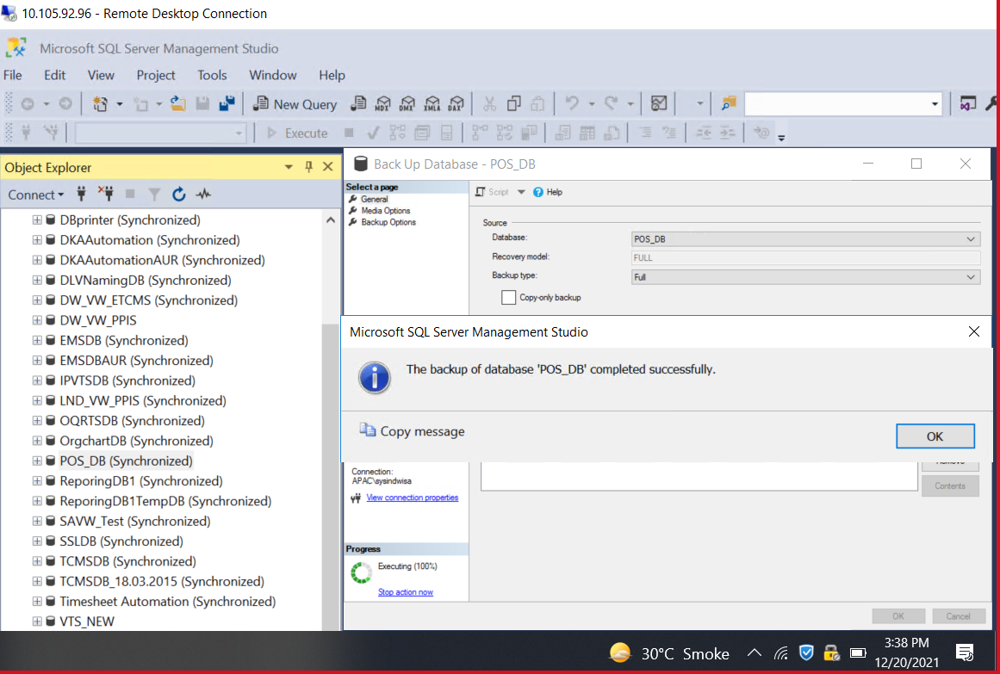 10.105.92.96 - Remote Desktop Connection
Microsoft SQL Server Management Studio
File Edit View Project Tools Window Help
New Query MDX DMX XMLA DAX
Execute
Object Explorer
Connect
DBprinter (Synchronized)
DKAAutomation (Synchronized)
DKAAutomationAUR (Synchronized)
DLVNamingDB (Synchronized)
DW_VW_ETCMS (Synchronized)
DW_VW_PPIS
EMSDB (Synchronized)
EMSDBAUR (Synchronized)
IPVTSDB (Synchronized)
LND_VW_PPIS (Synchronized)
OQRTSDB (Synchronized)
OrgchartDB (Synchronized)
POS_DB (Synchronized)
ReporingDB1 (Synchronized)
ReporingDB1TempDB (Synchronized)
SAVW_Test (Synchronized)
SSLDB (Synchronized)
TCMSDB (Synchronized)
TCMSDB_18.03.2015 (Synchronized)
Timesheet Automation (Synchronized)
VTS_NEW
Back Up Database - POS_DB
Select a page
General
Media Options
Backup Options
Script Help
Source
Database: POS_DB
Recovery model: FULL
Backup type: Full
Copy-only backup
Microsoft SQL Server Management Studio
The backup of database 'POS_DB' completed successfully.
Copy message
OK
Connection:
APAC\sysindwisa
View connection properties
Remove
Contents
Progress
Executing (100%)
Stop action now
OK Cancel
30°C Smoke
3:38 PM
12/20/2021